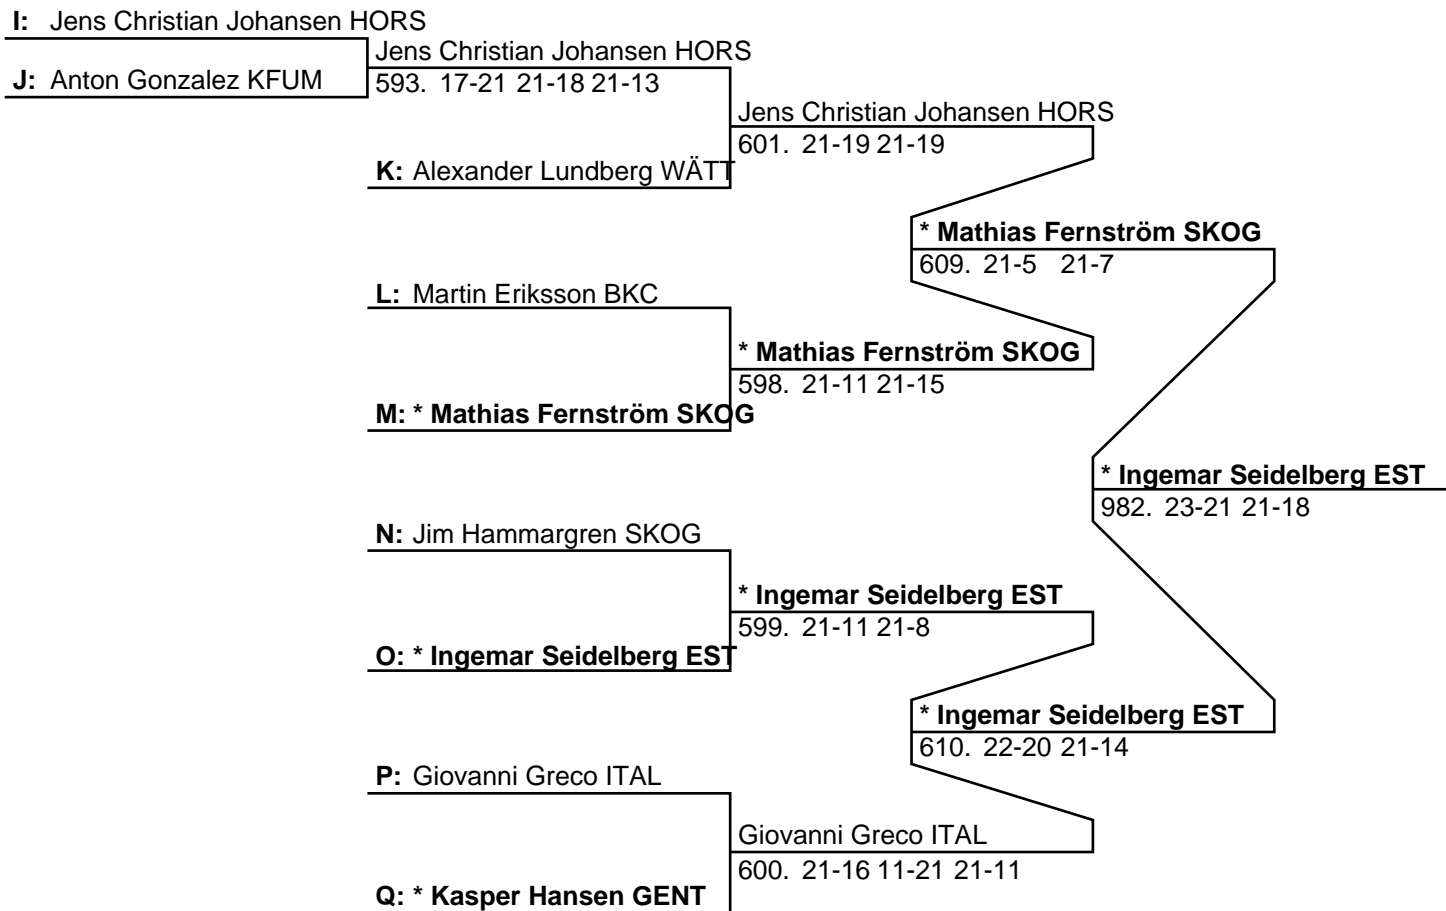 I: Jens Christian Johansen HORS
Jens Christian Johansen HORS
J: Anton Gonzalez KFUM
593. 17-21 21-18 21-13
Jens Christian Johansen HORS
601. 21-19 21-19
K: Alexander Lundberg WÄTT
* Mathias Fernström SKOG
609. 21-5 21-7
L: Martin Eriksson BKC
* Mathias Fernström SKOG
598. 21-11 21-15
M: * Mathias Fernström SKOG
* Ingemar Seidelberg EST
982. 23-21 21-18
N: Jim Hammargren SKOG
* Ingemar Seidelberg EST
599. 21-11 21-8
O: * Ingemar Seidelberg EST
* Ingemar Seidelberg EST
610. 22-20 21-14
P: Giovanni Greco ITAL
Giovanni Greco ITAL
600. 21-16 11-21 21-11
Q: * Kasper Hansen GENT